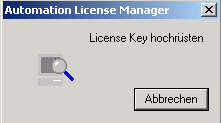 Automation License Manager
License Key hochrüsten
Abbrechen